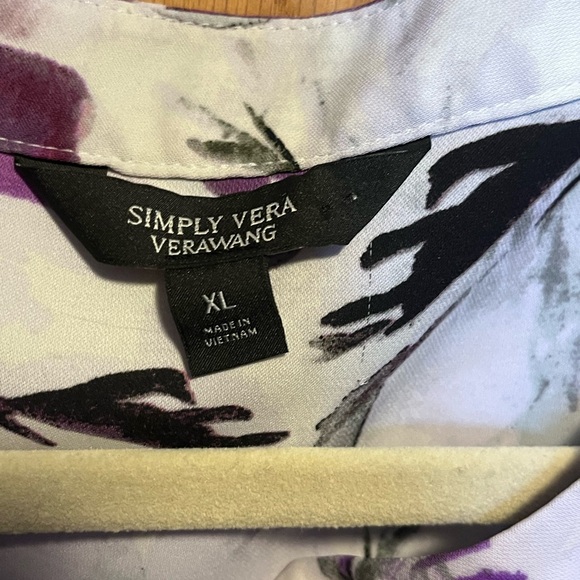 SIMPLY VERA
VERAWANG
XL
MADE IN
VIETNAM